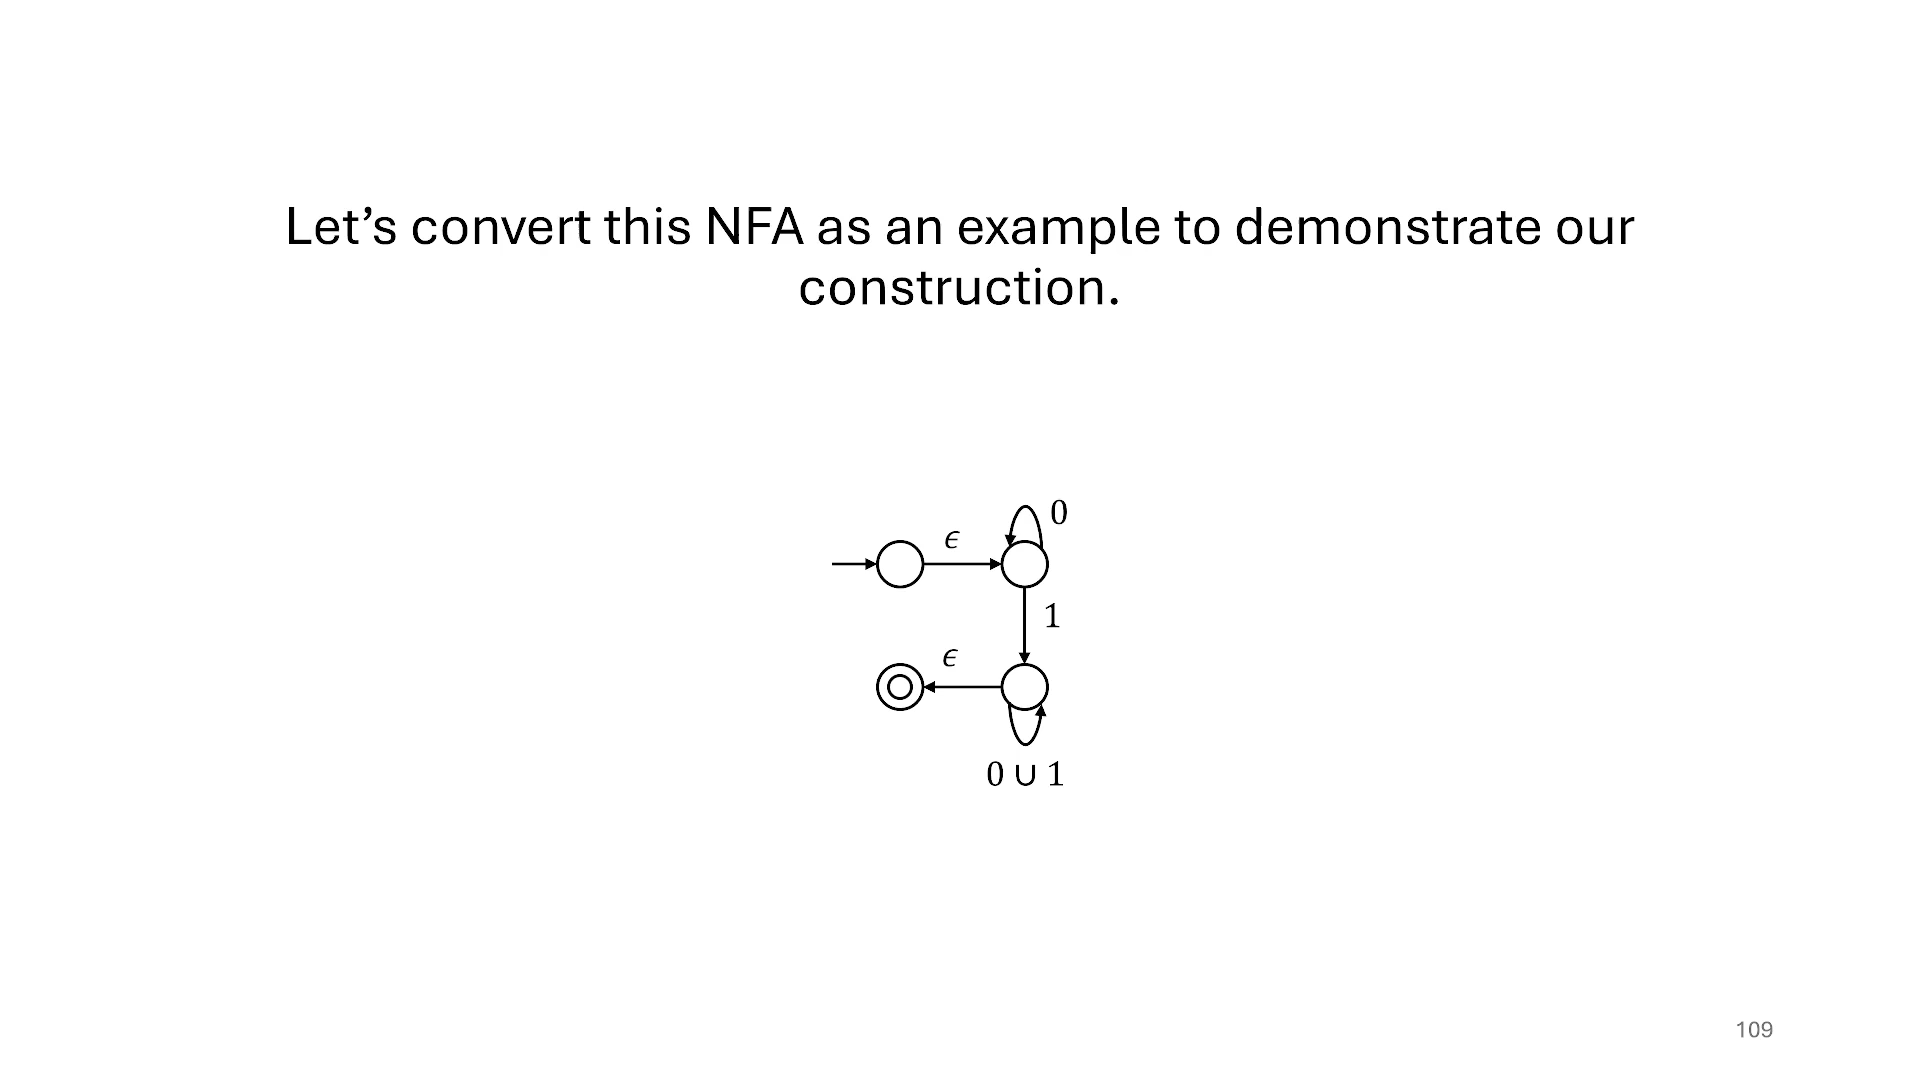 Let’s convert this NFA as an example to demonstrate our
construction.
0
ϵ
1
ϵ
0 ∪ 1
109